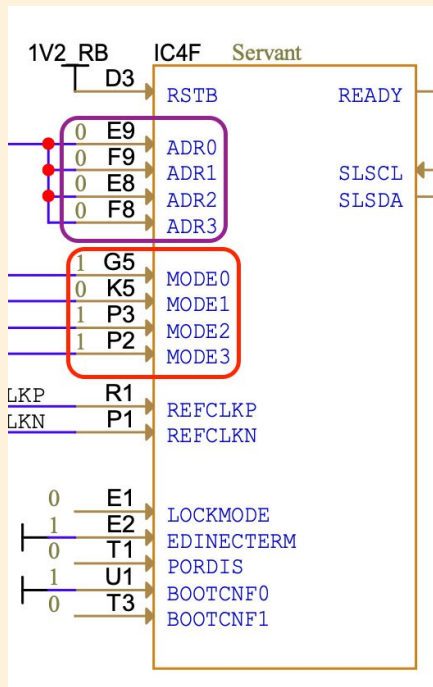 1V2_RB IC4F Servant
D3 RSTB READY
0 E9 ADR0
0 F9 ADR1 SLSCL
0 E8 ADR2 SLSDA
0 F8 ADR3
1 G5 MODE0
0 K5 MODE1
1 P3 MODE2
1 P2 MODE3
LKP R1 REFCLKP
LKN P1 REFCLKN
0 E1 LOCKMODE
1 E2 EDINECTERM
0 T1 PORDIS
1 U1 BOOTCNF0
0 T3 BOOTCNF1